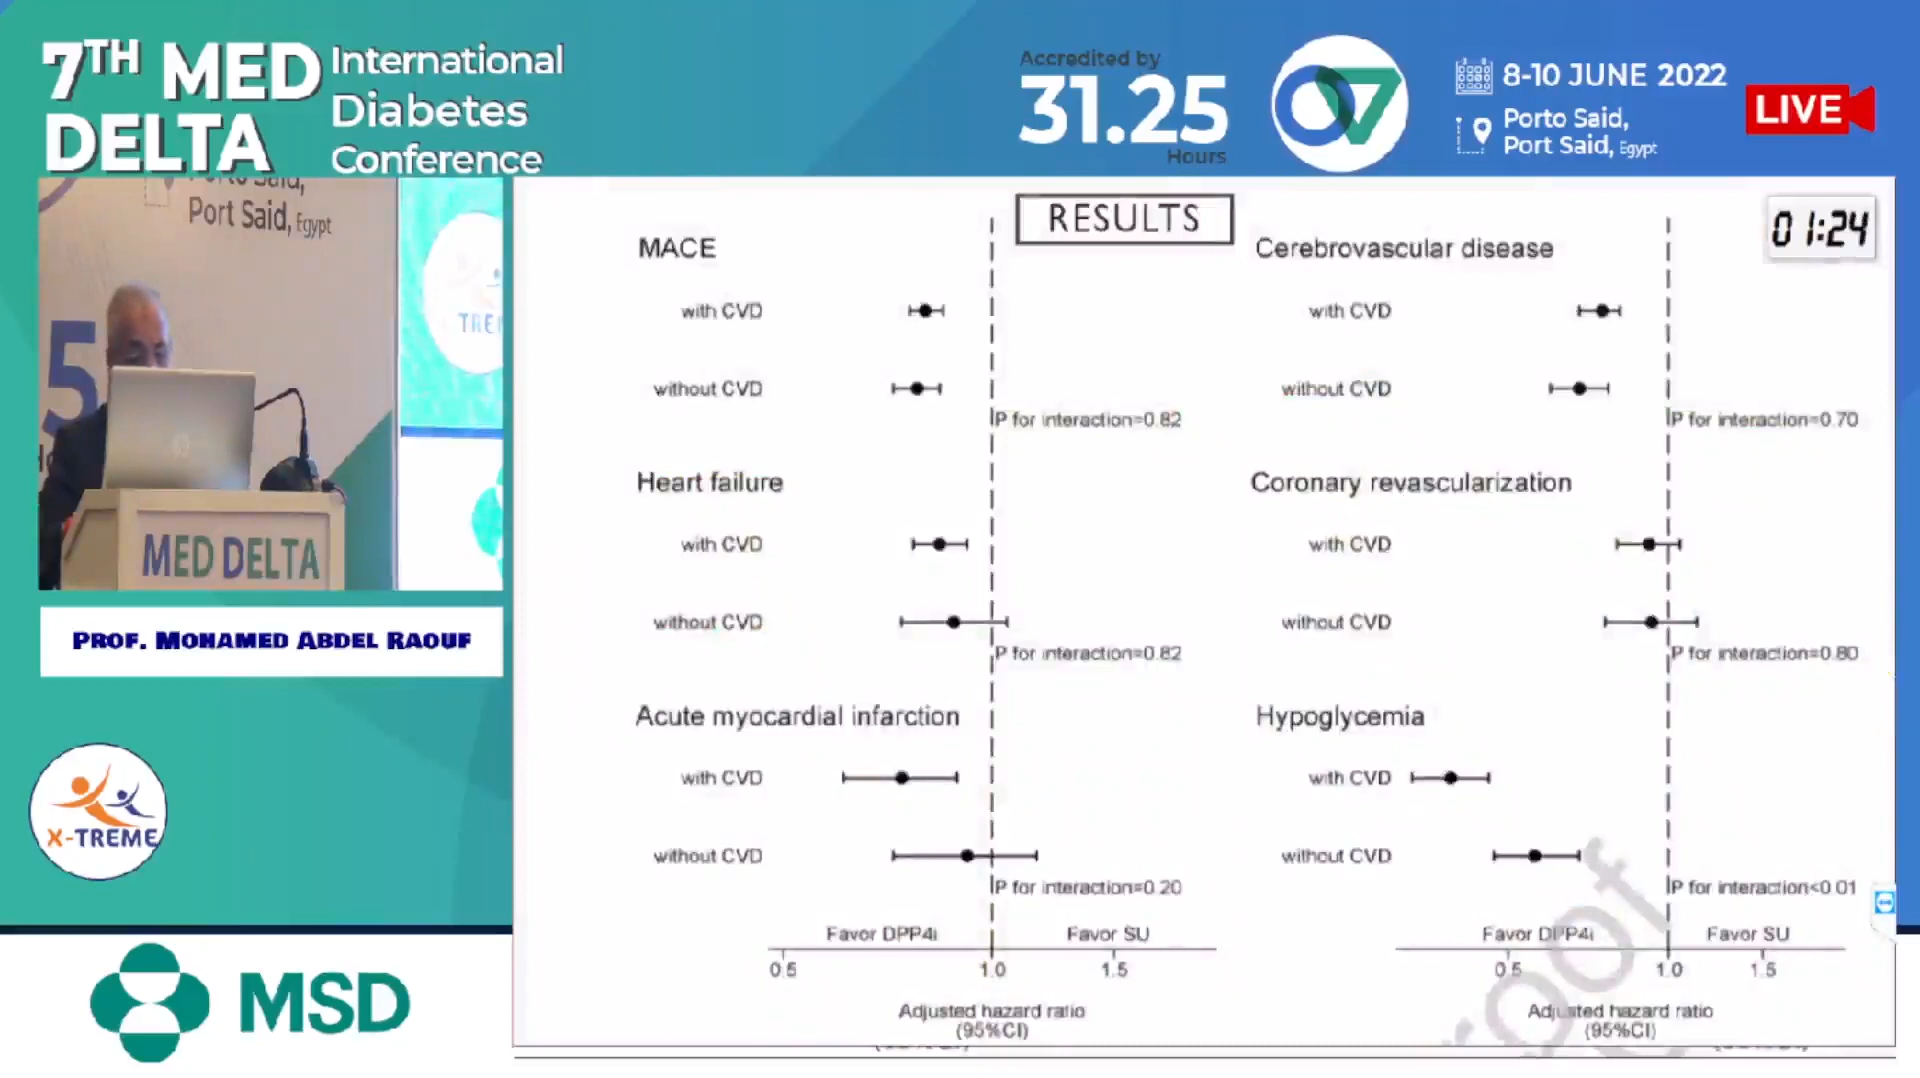 7TH MED
DELTA
International
Diabetes
Conference
Accredited by
31.25
Hours
8-10 JUNE 2022
Porto Said,
Port Said, Egypt
LIVE
Port Said, Egypt
5
MED DELTA
PROF. MOHAMED ABDEL RAOUF
X-TREME
MSD
RESULTS
01:24
MACE
with CVD
without CVD
P for interaction=0.82
Heart failure
with CVD
without CVD
P for interaction=0.82
Acute myocardial infarction
with CVD
without CVD
P for interaction=0.20
Favor DPP4i
Favor SU
0.5
1.0
1.5
Adjusted hazard ratio
(95%CI)
Cerebrovascular disease
with CVD
without CVD
P for interaction=0.70
Coronary revascularization
with CVD
without CVD
P for interaction=0.80
Hypoglycemia
with CVD
without CVD
P for interaction<0.01
Favor DPP4i
Favor SU
0.5
1.0
1.5
Adjusted hazard ratio
(95%CI)